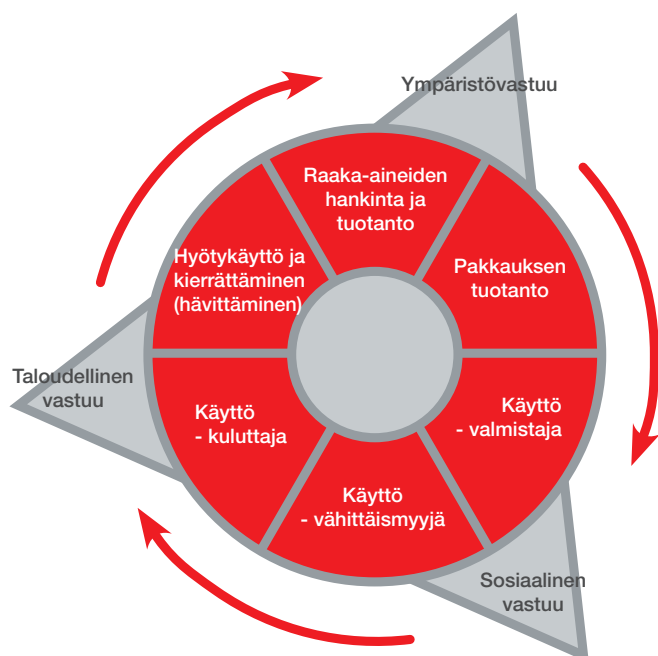 Ympäristövastuu
Raaka-aineiden
hankinta ja
tuotanto
Pakkauksen
tuotanto
Käyttö
- valmistaja
Sosiaalinen
vastuu
Käyttö
- vähittäismyyjä
Käyttö
- kuluttaja
Taloudellinen
vastuu
Hyötykäyttö ja
kierrättäminen
(hävittäminen)